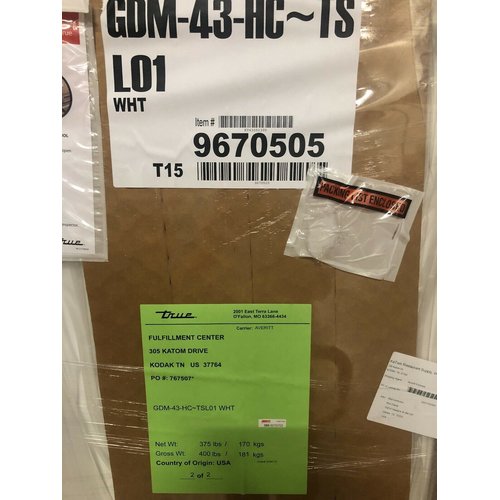 GDM-43-HC~TS
L01
WHT
Item #
T15 9670505
PACKING LIST ENCLOSED
true
true
2001 East Terra Lane
O'Fallon, MO 63366-4434
Carrier: AVERITT
FULFILLMENT CENTER
305 KATOM DRIVE
KODAK TN US 37764
PO #: 767507*
GDM-43-HC~TSL01 WHT
Net Wt: 375 lbs / 170 kgs
Gross Wt: 400 lbs / 181 kgs
Country of Origin: USA
2 of 2